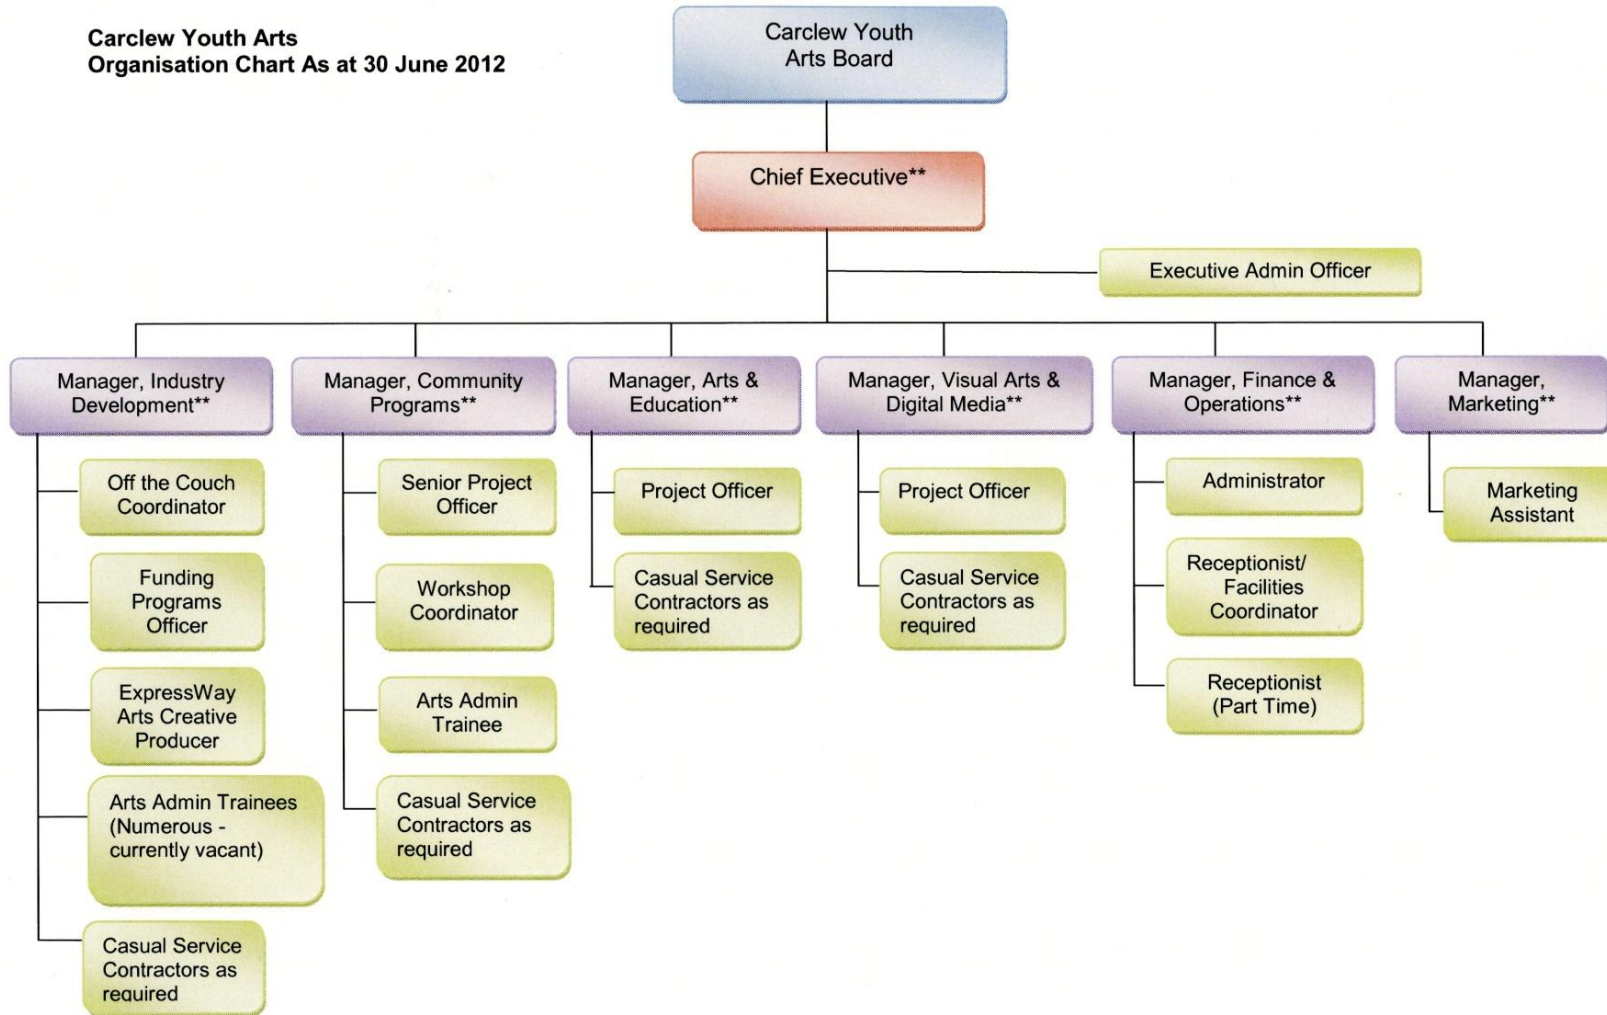 Carclew Youth Arts
Organisation Chart As at 30 June 2012
Carclew Youth
Arts Board
Chief Executive**
Executive Admin Officer
Manager, Industry
Development**
Manager, Community
Programs**
Manager, Arts &
Education**
Manager, Visual Arts &
Digital Media**
Manager, Finance &
Operations**
Manager,
Marketing**
Off the Couch
Coordinator
Funding
Programs
Officer
ExpressWay
Arts Creative
Producer
Arts Admin Trainees
(Numerous -
currently vacant)
Casual Service
Contractors as
required
Senior Project
Officer
Workshop
Coordinator
Arts Admin
Trainee
Casual Service
Contractors as
required
Project Officer
Casual Service
Contractors as
required
Project Officer
Casual Service
Contractors as
required
Administrator
Receptionist/
Facilities
Coordinator
Receptionist
(Part Time)
Marketing
Assistant